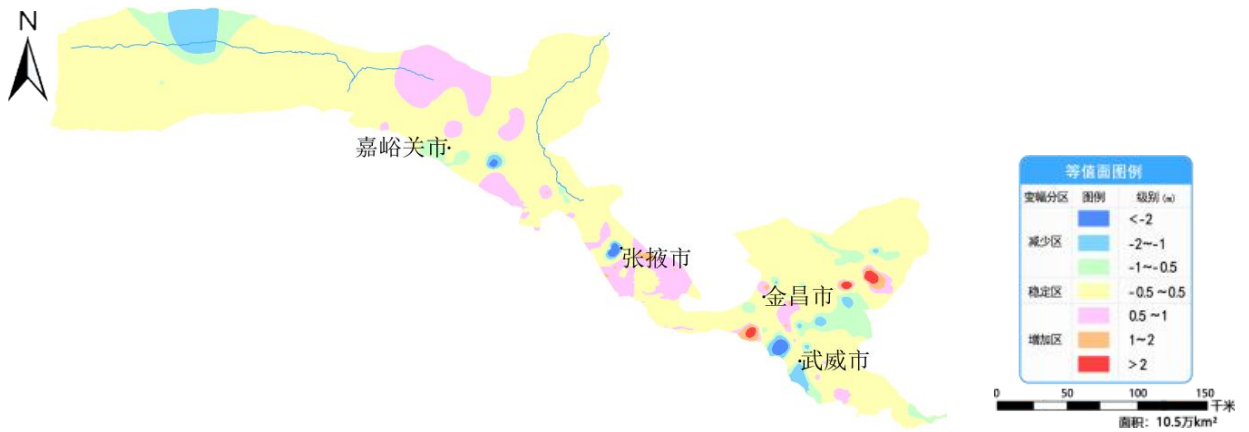 N
嘉峪关市
张掖市
金昌市
武威市
等值面图例
变幅分区 图例 级别 (m)
减少区
<-2
-2~-1
-1~-0.5
稳定区 -0.5 ~0.5
增加区
0.5 ~1
1~2
>2
0 50 100 150
千米
面积: 10.5万km²